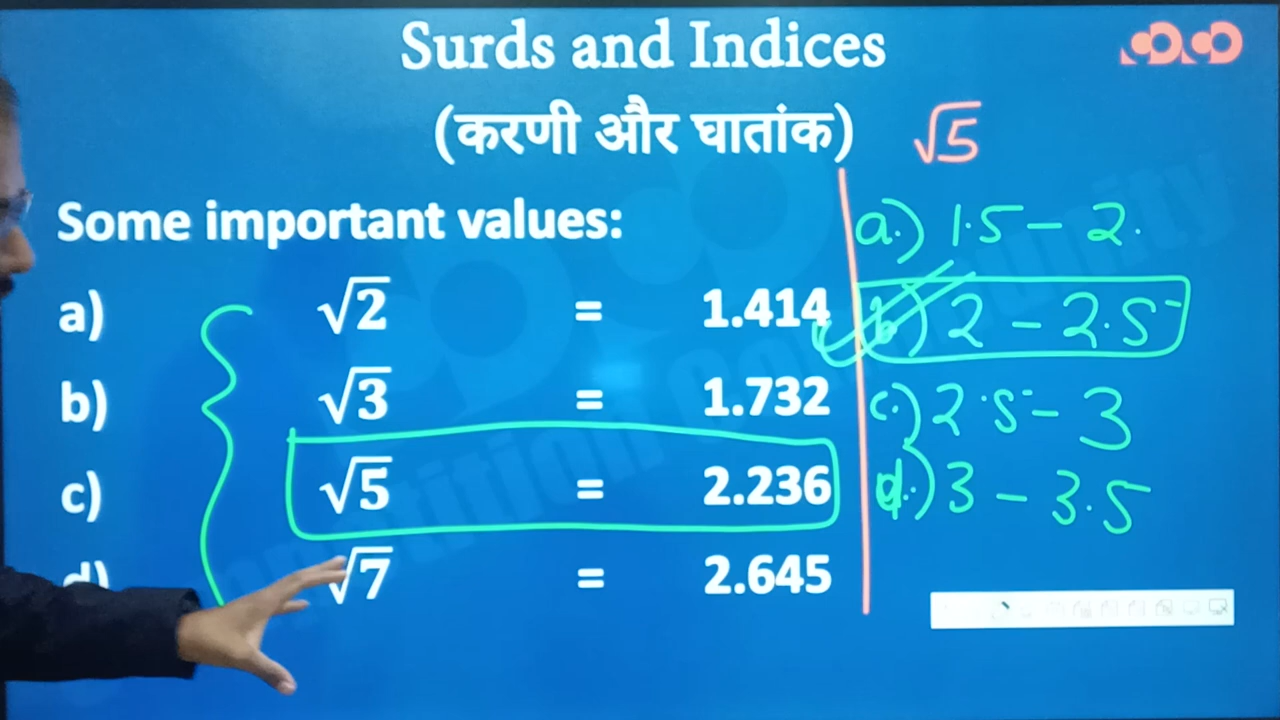 Surds and Indices
(करणी और घातांक)
√5
Some important values:
a) √2 = 1.414
b) √3 = 1.732
c) √5 = 2.236
d) √7 = 2.645
a.) 1.5 – 2.
b) 2 – 2.5
c.) 2.5 – 3
d.) 3 – 3.5